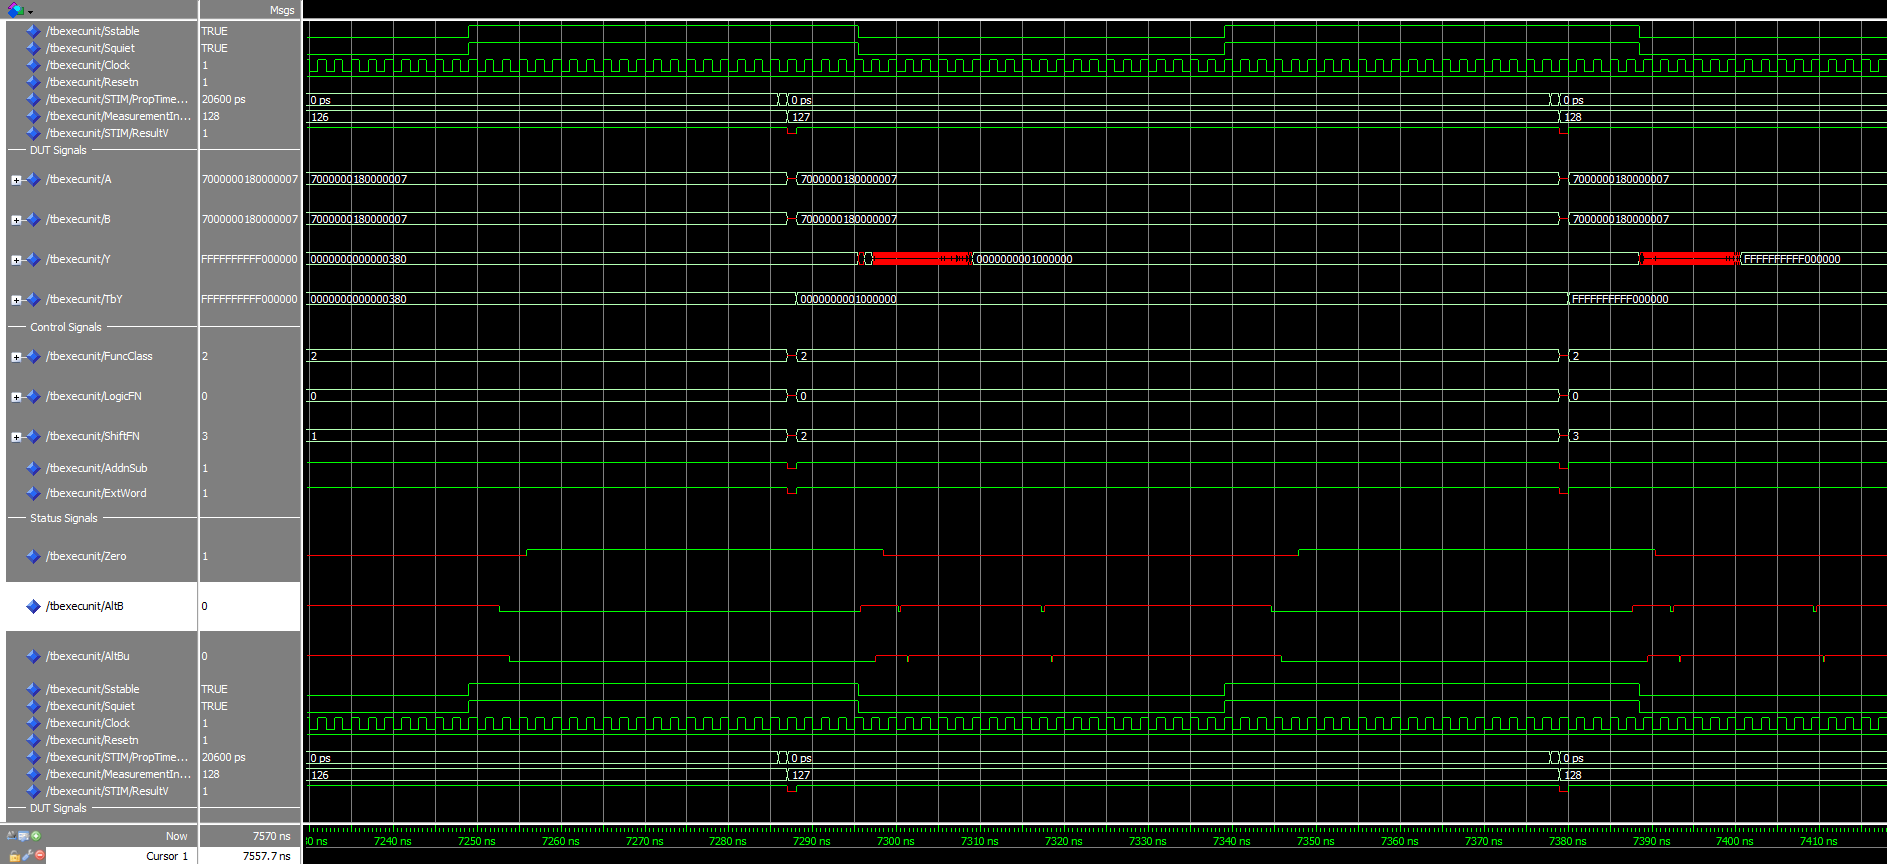 Msgs
/tbexecunit/Sstable TRUE
/tbexecunit/Squiet TRUE
/tbexecunit/Clock 1
/tbexecunit/Resetn 1
/tbexecunit/STIM/PropTime... 20600 ps 0 ps 0 ps 0 ps
/tbexecunit/MeasurementIn... 128 126 127 128
/tbexecunit/STIM/ResultV 1
DUT Signals
/tbexecunit/A 7000000180000007 7000000180000007 7000000180000007 7000000180000007
/tbexecunit/B 7000000180000007 7000000180000007 7000000180000007 7000000180000007
/tbexecunit/Y FFFFFFFFFF000000 0000000000000380 0000000001000000 FFFFFFFFFF000000
/tbexecunit/TbY FFFFFFFFFF000000 0000000000000380 0000000001000000 FFFFFFFFFF000000
Control Signals
/tbexecunit/FuncClass 2 2 2 2
/tbexecunit/LogicFN 0 0 0 0
/tbexecunit/ShiftFN 3 1 2 3
/tbexecunit/AddnSub 1
/tbexecunit/ExtWord 1
Status Signals
/tbexecunit/Zero 1
/tbexecunit/AltB 0
/tbexecunit/AltBu 0
/tbexecunit/Sstable TRUE
/tbexecunit/Squiet TRUE
/tbexecunit/Clock 1
/tbexecunit/Resetn 1
/tbexecunit/STIM/PropTime... 20600 ps 0 ps 0 ps 0 ps
/tbexecunit/MeasurementIn... 128 126 127 128
/tbexecunit/STIM/ResultV 1
DUT Signals
Now 7570 ns 30 ns 7240 ns 7250 ns 7260 ns 7270 ns 7280 ns 7290 ns 7300 ns 7310 ns 7320 ns 7330 ns 7340 ns 7350 ns 7360 ns 7370 ns 7380 ns 7390 ns 7400 ns 7410 ns
Cursor 1 7557.7 ns